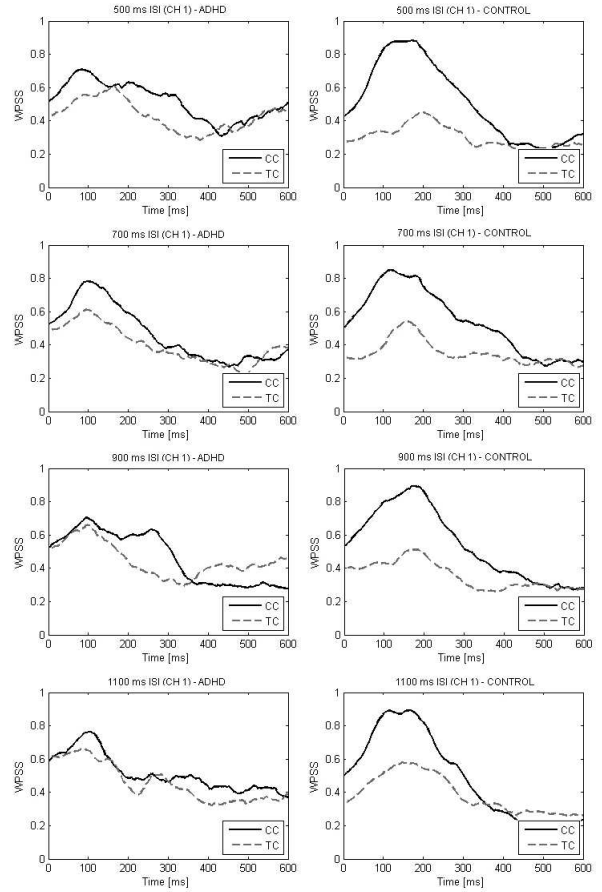 500 ms ISI (CH 1) - ADHD
WPSS
1
0.8
0.6
0.4
0.2
0
0 100 200 300 400 500 600
Time [ms]
CC
TC
500 ms ISI (CH 1) - CONTROL
WPSS
1
0.8
0.6
0.4
0.2
0
0 100 200 300 400 500 600
Time [ms]
CC
TC
700 ms ISI (CH 1) - ADHD
WPSS
1
0.8
0.6
0.4
0.2
0
0 100 200 300 400 500 600
Time [ms]
CC
TC
700 ms ISI (CH 1) - CONTROL
WPSS
1
0.8
0.6
0.4
0.2
0
0 100 200 300 400 500 600
Time [ms]
CC
TC
900 ms ISI (CH 1) - ADHD
WPSS
1
0.8
0.6
0.4
0.2
0
0 100 200 300 400 500 600
Time [ms]
CC
TC
900 ms ISI (CH 1) - CONTROL
WPSS
1
0.8
0.6
0.4
0.2
0
0 100 200 300 400 500 600
Time [ms]
CC
TC
1100 ms ISI (CH 1) - ADHD
WPSS
1
0.8
0.6
0.4
0.2
0
0 100 200 300 400 500 600
Time [ms]
CC
TC
1100 ms ISI (CH 1) - CONTROL
WPSS
1
0.8
0.6
0.4
0.2
0
0 100 200 300 400 500 600
Time [ms]
CC
TC